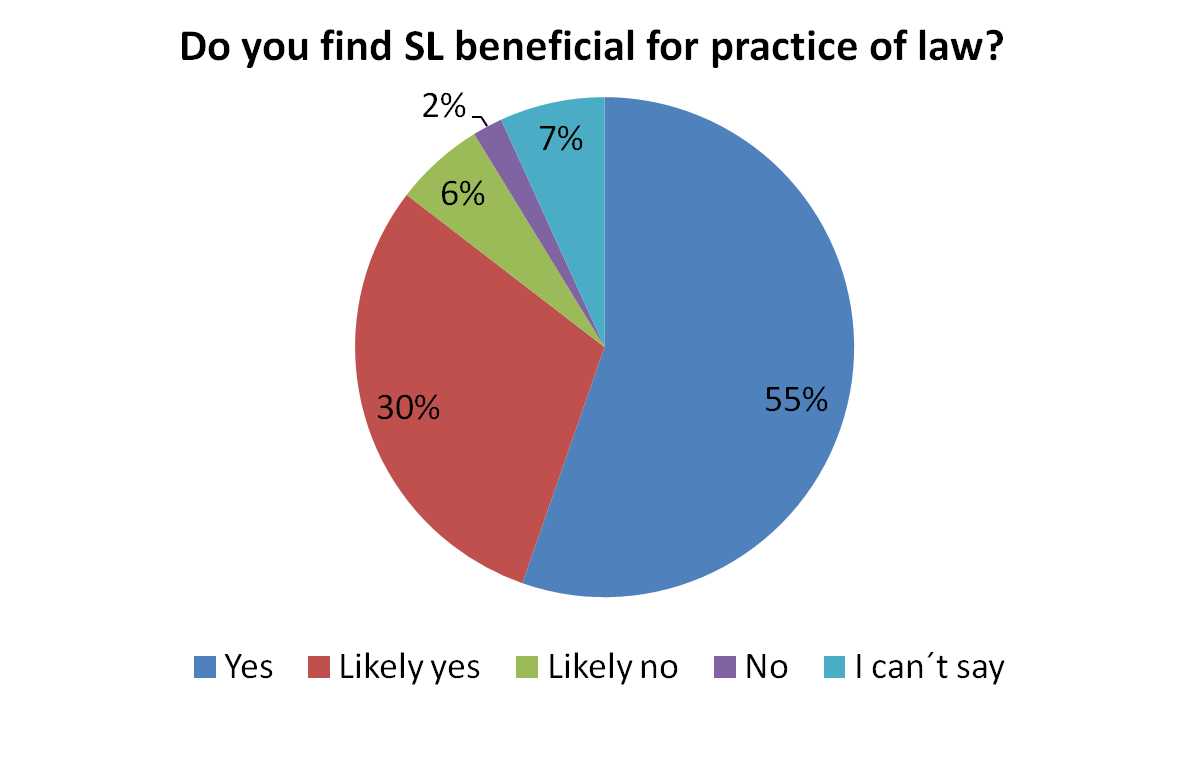 Do you find SL beneficial for practice of law?
2%
7%
6%
30%
55%
Yes Likely yes Likely no No I can´t say